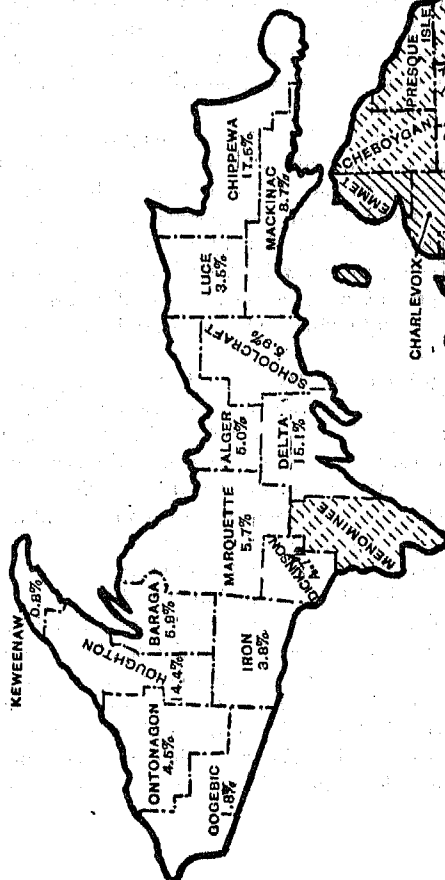 KEWEENAW
0.8%
HOUGHTON
14.4%
ONTONAGON
4.5%
GOGEBIC
1.8%
BARAGA
5.9%
IRON
3.8%
MARQUETTE
5.7%
DICKINSON
4.7%
MENOMINEE
ALGER
5.0%
DELTA
15.1%
SCHOOLCRAFT
LUCE
3.5%
CHIPPEWA
17.5%
MACKINAC
8.7%
EMMET
CHEBOYGAN
PRESQUE
ISLE
CHARLEVOIX